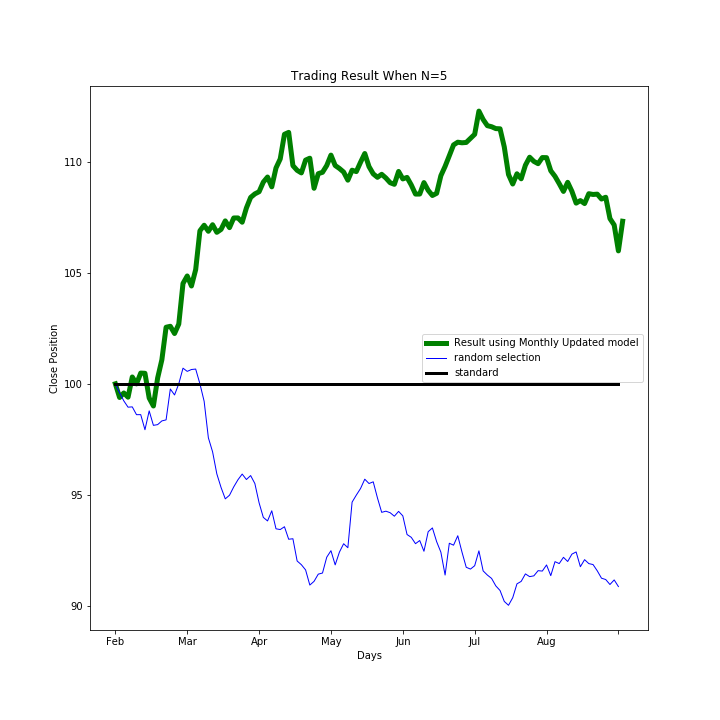 Trading Result When N=5
Close Position
110
105
100
95
90
Result using Monthly Updated model
random selection
standard
Feb Mar Apr May Jun Jul Aug
Days